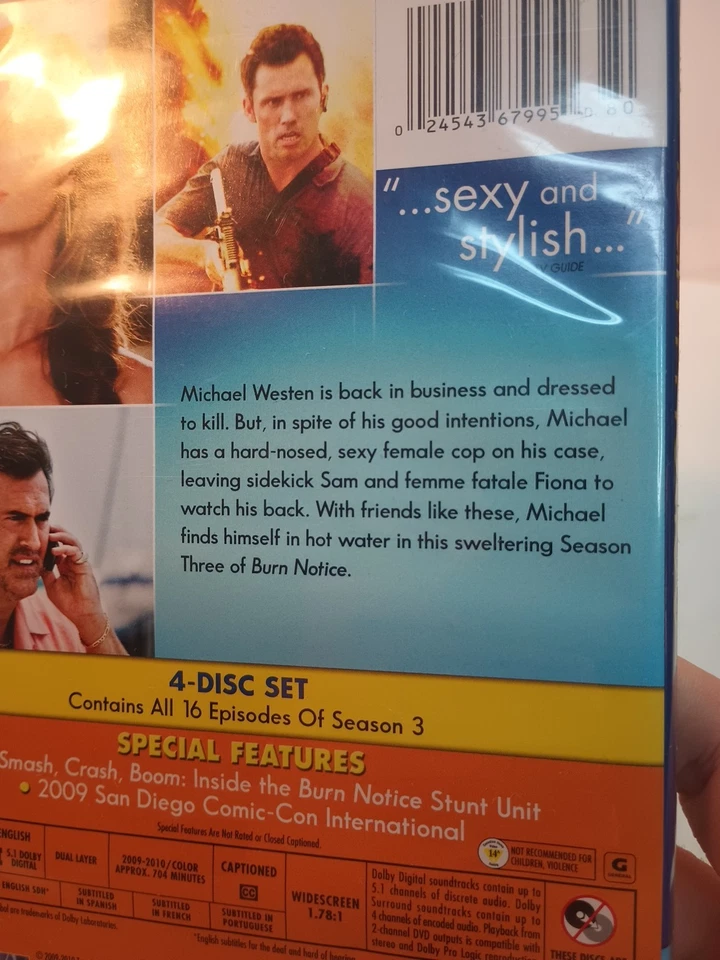 0 24543 67995 0
"...sexy and
stylish..."
GUIDE
Michael Westen is back in business and dressed
to kill. But, in spite of his good intentions, Michael
has a hard-nosed, sexy female cop on his case,
leaving sidekick Sam and femme fatale Fiona to
watch his back. With friends like these, Michael
finds himself in hot water in this sweltering Season
Three of Burn Notice.
4-DISC SET
Contains All 16 Episodes Of Season 3
SPECIAL FEATURES
Smash, Crash, Boom: Inside the Burn Notice Stunt Unit
• 2009 San Diego Comic-Con International
Special Features Are Not Rated or Closed Captioned.
14+
NOT RECOMMENDED FOR
CHILDREN, VIOLENCE
G
ENGLISH
5.1 DOLBY
DIGITAL
DUAL LAYER
2009-2010/COLOR
APPROX. 704 MINUTES
CAPTIONED
CC
WIDESCREEN
1.78:1
ENGLISH SDH*
SUBTITLED
IN SPANISH
SUBTITLED
IN FRENCH
SUBTITLED IN
PORTUGUESE
Dolby Digital soundtracks contain up to
5.1 channels of discrete audio. Dolby
Surround soundtracks contain up to
4 channels of encoded audio. Playback from
2-channel DVD outputs is compatible with
stereo and Dolby Pro Logic
are trademarks of Dolby Laboratories.
*English subtitles for the deaf and hard of
THESE DISCS ARE
© 2009-2010